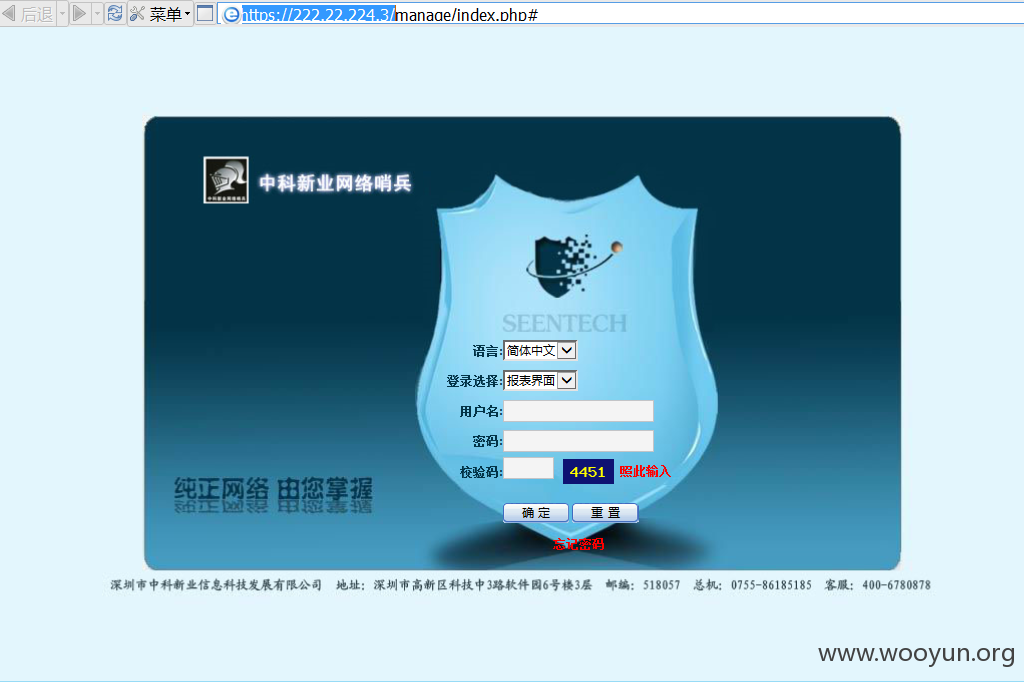 后退 菜单 https://222.22.224.3/manage/index.php#
中科新业网络哨兵
SEENTECH
语言: 简体中文
登录选择: 报表界面
用户名:
密码:
校验码: 4451 照此输入
纯正网络 由您掌握
确 定 重 置
忘记密码
深圳市中科新业信息科技发展有限公司 地址: 深圳市高新区科技中3路软件园6号楼3层 邮编: 518057 总机: 0755-86185185 客服: 400-6780878
www.wooyun.org